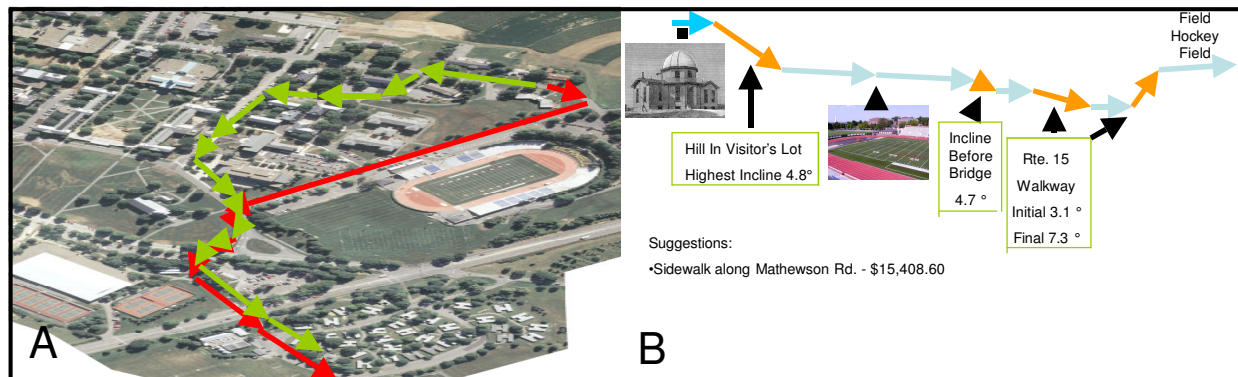 A
Field
Hockey
Field
Hill In Visitor's Lot
Highest Incline 4.8°
Incline
Before
Bridge
4.7 °
Rte. 15
Walkway
Initial 3.1 °
Final 7.3 °
Suggestions:
•Sidewalk along Mathewson Rd. - $15,408.60
B